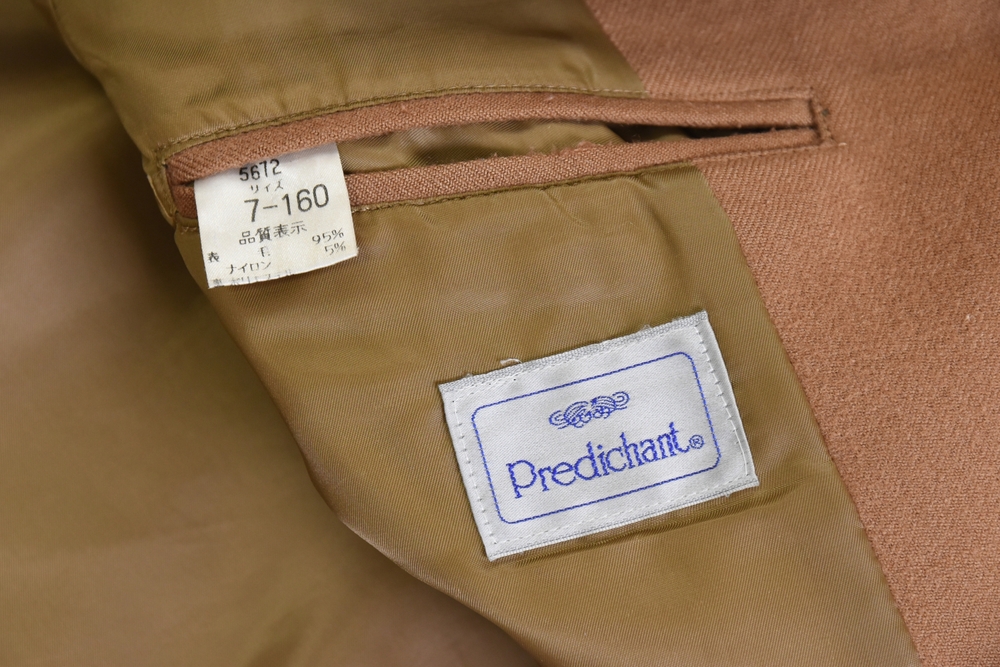 5672
サイズ
7-160
品質表示
表 毛 95%
ナイロン 5%
Predichant®